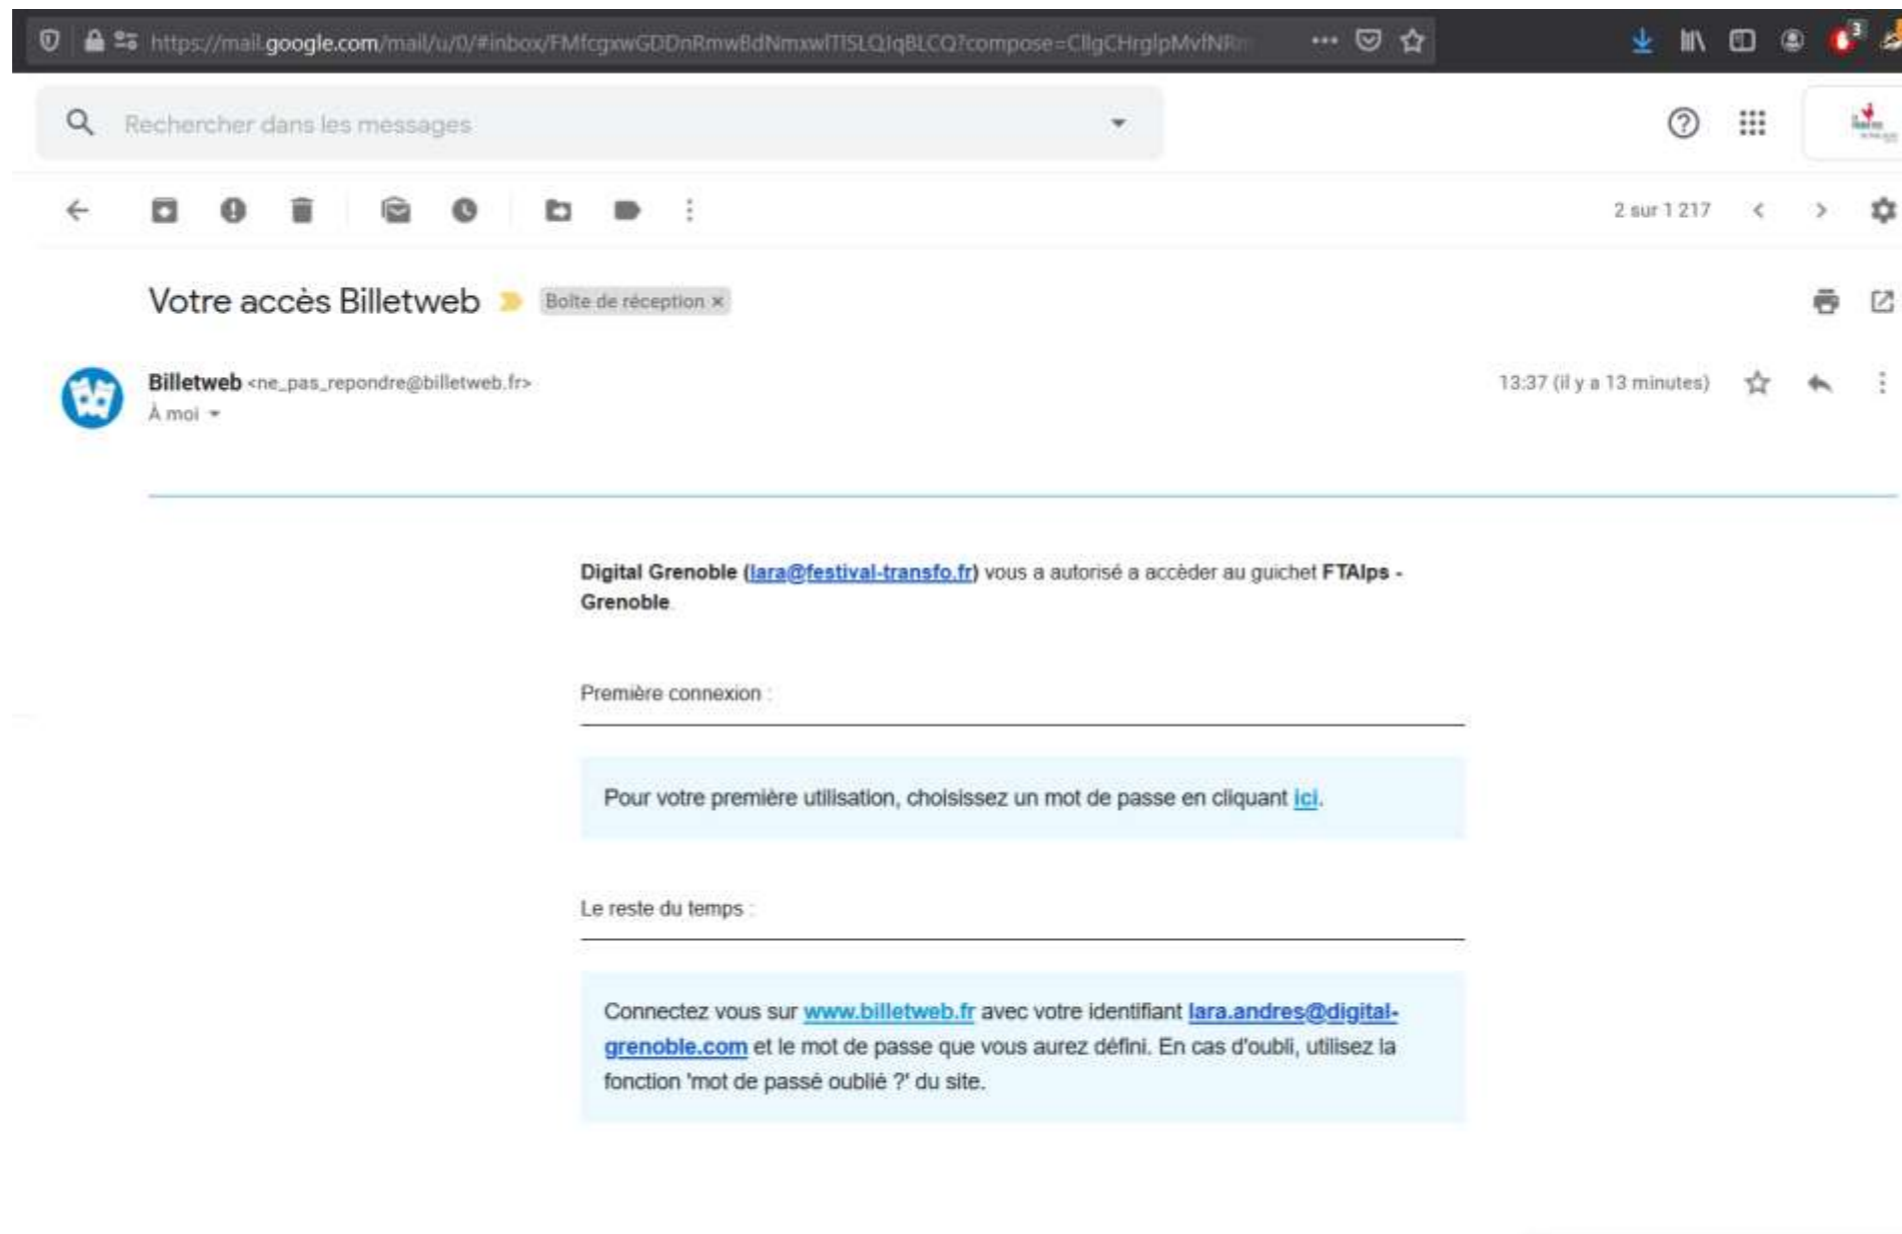 https://mail.google.com/mail/u/0/#inbox/
Rechercher dans les messages
2 sur 1 217
Votre accès Billetweb Boîte de réception ×
Billetweb <ne_pas_repondre@billetweb.fr> 13:37 (il y a 13 minutes)
À moi
Digital Grenoble (lara@festival-transfo.fr) vous a autorisé a accèder au guichet FTAlps -
Grenoble.
Première connexion :
Pour votre première utilisation, choisissez un mot de passe en cliquant ici.
Le reste du temps :
Connectez vous sur www.billetweb.fr avec votre identifiant lara.andres@digital-
grenoble.com et le mot de passe que vous aurez défini. En cas d'oubli, utilisez la
fonction 'mot de passé oublié ?' du site.